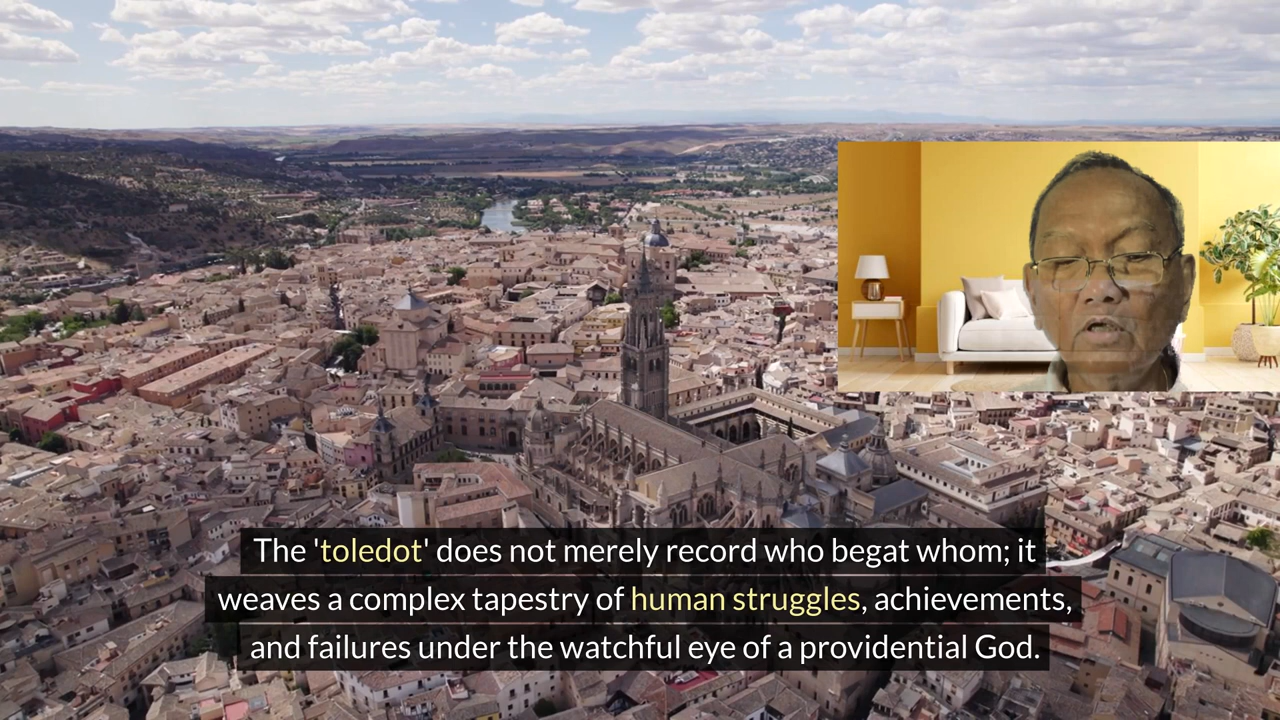 The 'toledot' does not merely record who begat whom; it
weaves a complex tapestry of human struggles, achievements,
and failures under the watchful eye of a providential God.